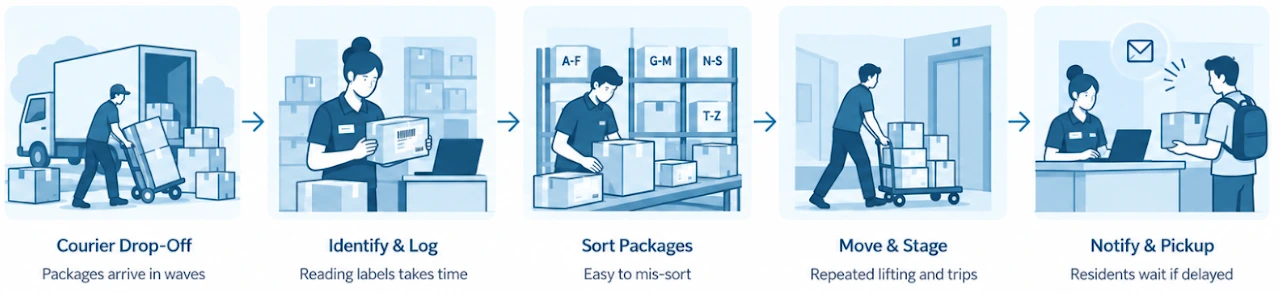 A-F
G-M
N-S
T-Z
Courier Drop-Off
Packages arrive in waves
Identify & Log
Reading labels takes time
Sort Packages
Easy to mis-sort
Move & Stage
Repeated lifting and trips
Notify & Pickup
Residents wait if delayed